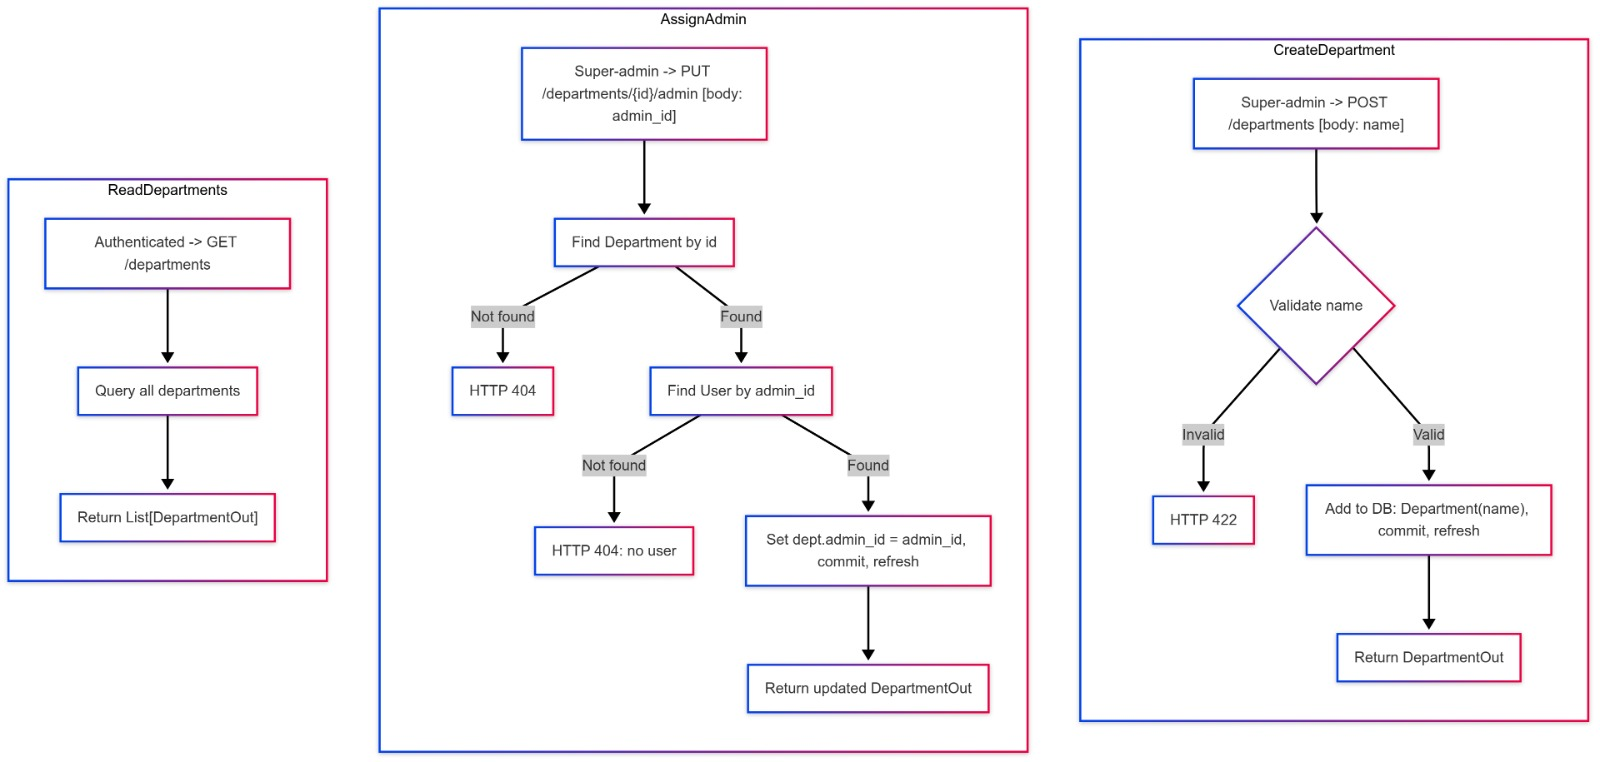 ReadDepartments
Authenticated -> GET
/departments
Query all departments
Return List[DepartmentOut]
AssignAdmin
Super-admin -> PUT
/departments/{id}/admin [body:
admin_id]
Find Department by id
Not found
Found
HTTP 404
Find User by admin_id
Not found
Found
HTTP 404: no user
Set dept.admin_id = admin_id,
commit, refresh
Return updated DepartmentOut
CreateDepartment
Super-admin -> POST
/departments [body: name]
Validate name
Invalid
Valid
HTTP 422
Add to DB: Department(name),
commit, refresh
Return DepartmentOut